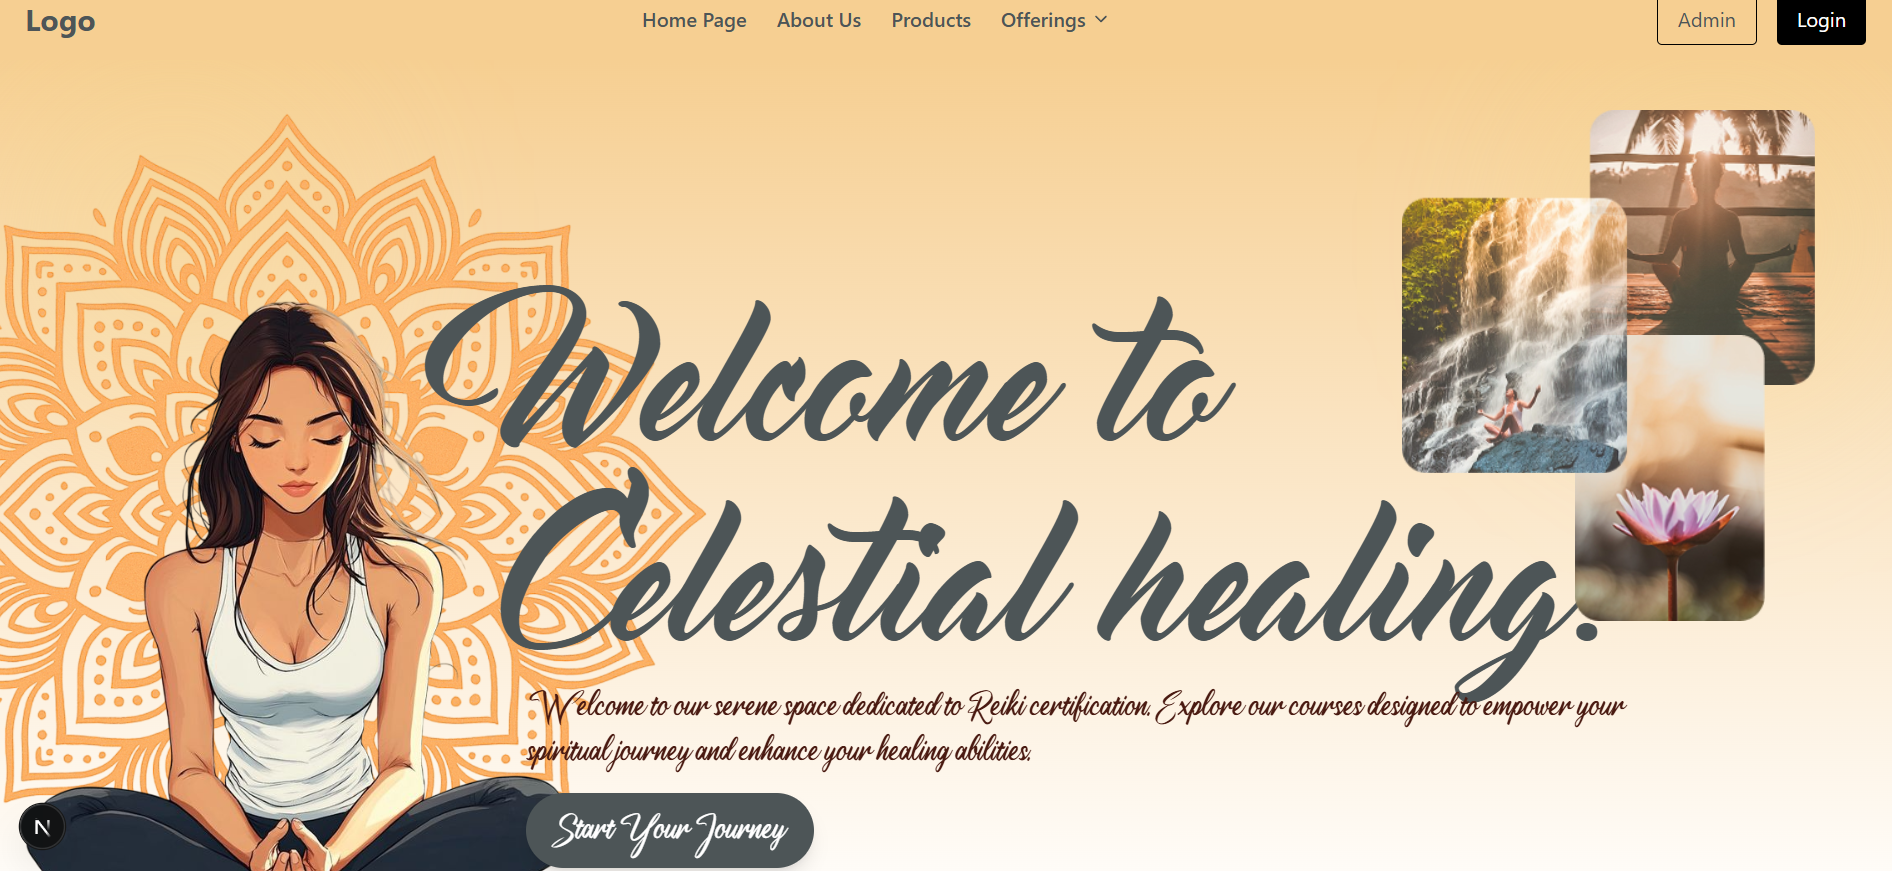 Logo
Home Page
About Us
Products
Offerings
Admin
Login
Welcome to
Celestial healing.
Welcome to our serene space dedicated to Reiki certification. Explore our courses designed to empower your
spiritual journey and enhance your healing abilities.
Start Your Journey
N